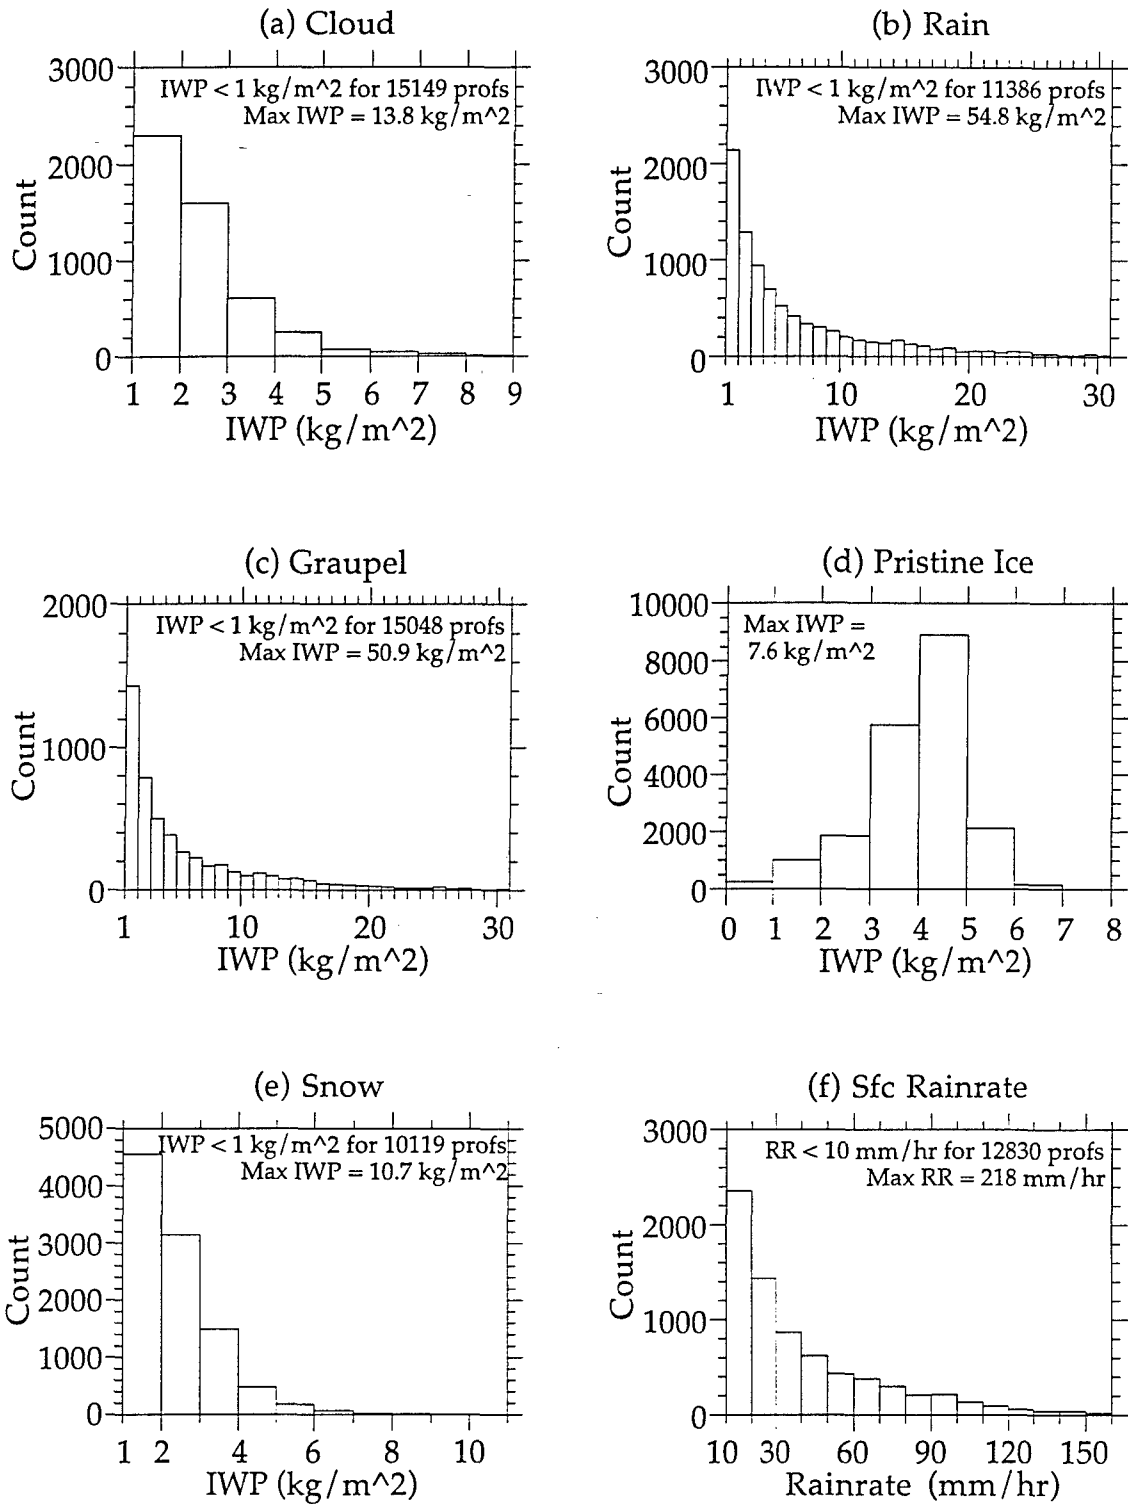 (a) Cloud
3000
IWP < 1 kg/m^2 for 15149 profs
Max IWP = 13.8 kg/m^2
2000
Count
1000
0
1 2 3 4 5 6 7 8 9
IWP (kg/m^2)
(b) Rain
3000
IWP < 1 kg/m^2 for 11386 profs
Max IWP = 54.8 kg/m^2
2000
Count
1000
0
1 10 20 30
IWP (kg/m^2)
(c) Graupel
2000
IWP < 1 kg/m^2 for 15048 profs
Max IWP = 50.9 kg/m^2
Count
1000
0
1 10 20 30
IWP (kg/m^2)
(d) Pristine Ice
10000
Max IWP =
7.6 kg/m^2
8000
6000
Count
4000
2000
0
0 1 2 3 4 5 6 7 8
IWP (kg/m^2)
(e) Snow
5000
IWP < 1 kg/m^2 for 10119 profs
Max IWP = 10.7 kg/m^2
4000
3000
Count
2000
1000
0
1 2 4 6 8 10
IWP (kg/m^2)
(f) Sfc Rainrate
3000
RR < 10 mm/hr for 12830 profs
Max RR = 218 mm/hr
2000
Count
1000
0
10 30 60 90 120 150
Rainrate (mm/hr)